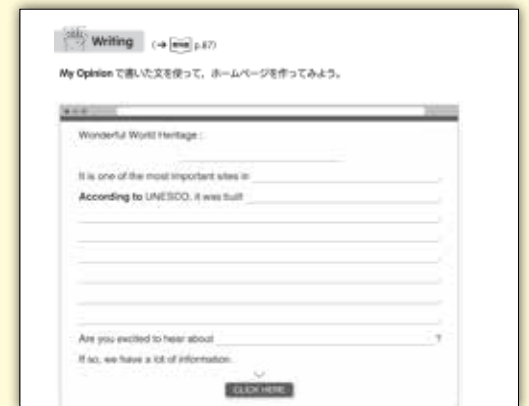 Writing (→ p.87)
My Opinion で書いた文を使って，ホームページを作ってみよう。
Wonderful World Heritage :
It is one of the most important sites in
According to UNESCO, it was built
Are you excited to hear about ?
If so, we have a lot of information.
CLICK HERE